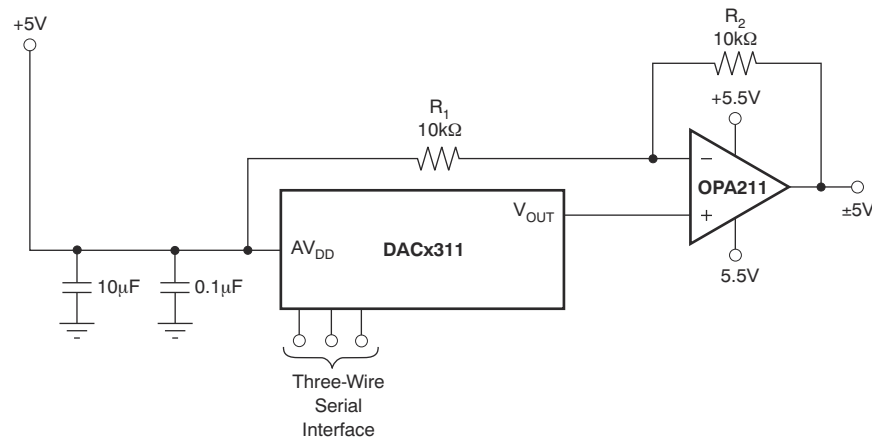 +5V
R2
10kΩ
R1
10kΩ
+5.5V
−
OPA211
+
±5V
5.5V
VOUT
AVDD
DACx311
10μF
0.1μF
Three-Wire
Serial
Interface